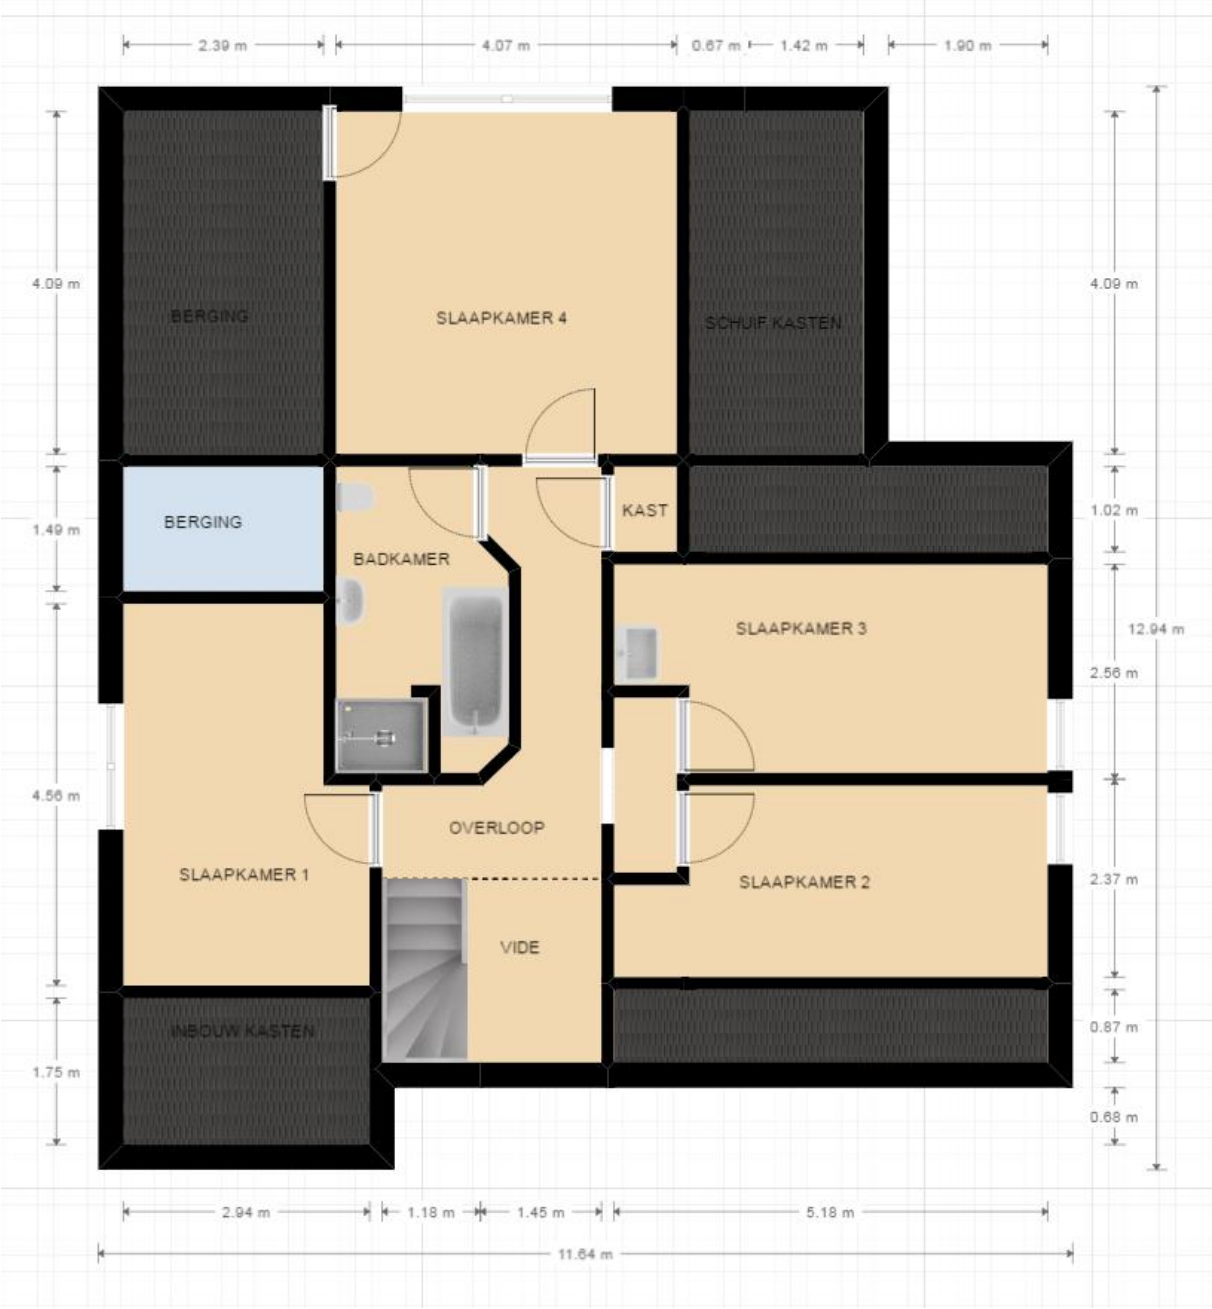 2.39 m
4.07 m
0.67 m
1.42 m
1.90 m
4.09 m
4.09 m
BERGING
SLAAPKAMER 4
SCHUIF KASTEN
BERGING
KAST
1.02 m
1.49 m
BADKAMER
SLAAPKAMER 3
12.94 m
2.56 m
4.56 m
OVERLOOP
SLAAPKAMER 1
SLAAPKAMER 2
2.37 m
VIDE
INBOUW KASTEN
0.87 m
1.75 m
0.68 m
2.94 m
1.18 m
1.45 m
5.18 m
11.64 m